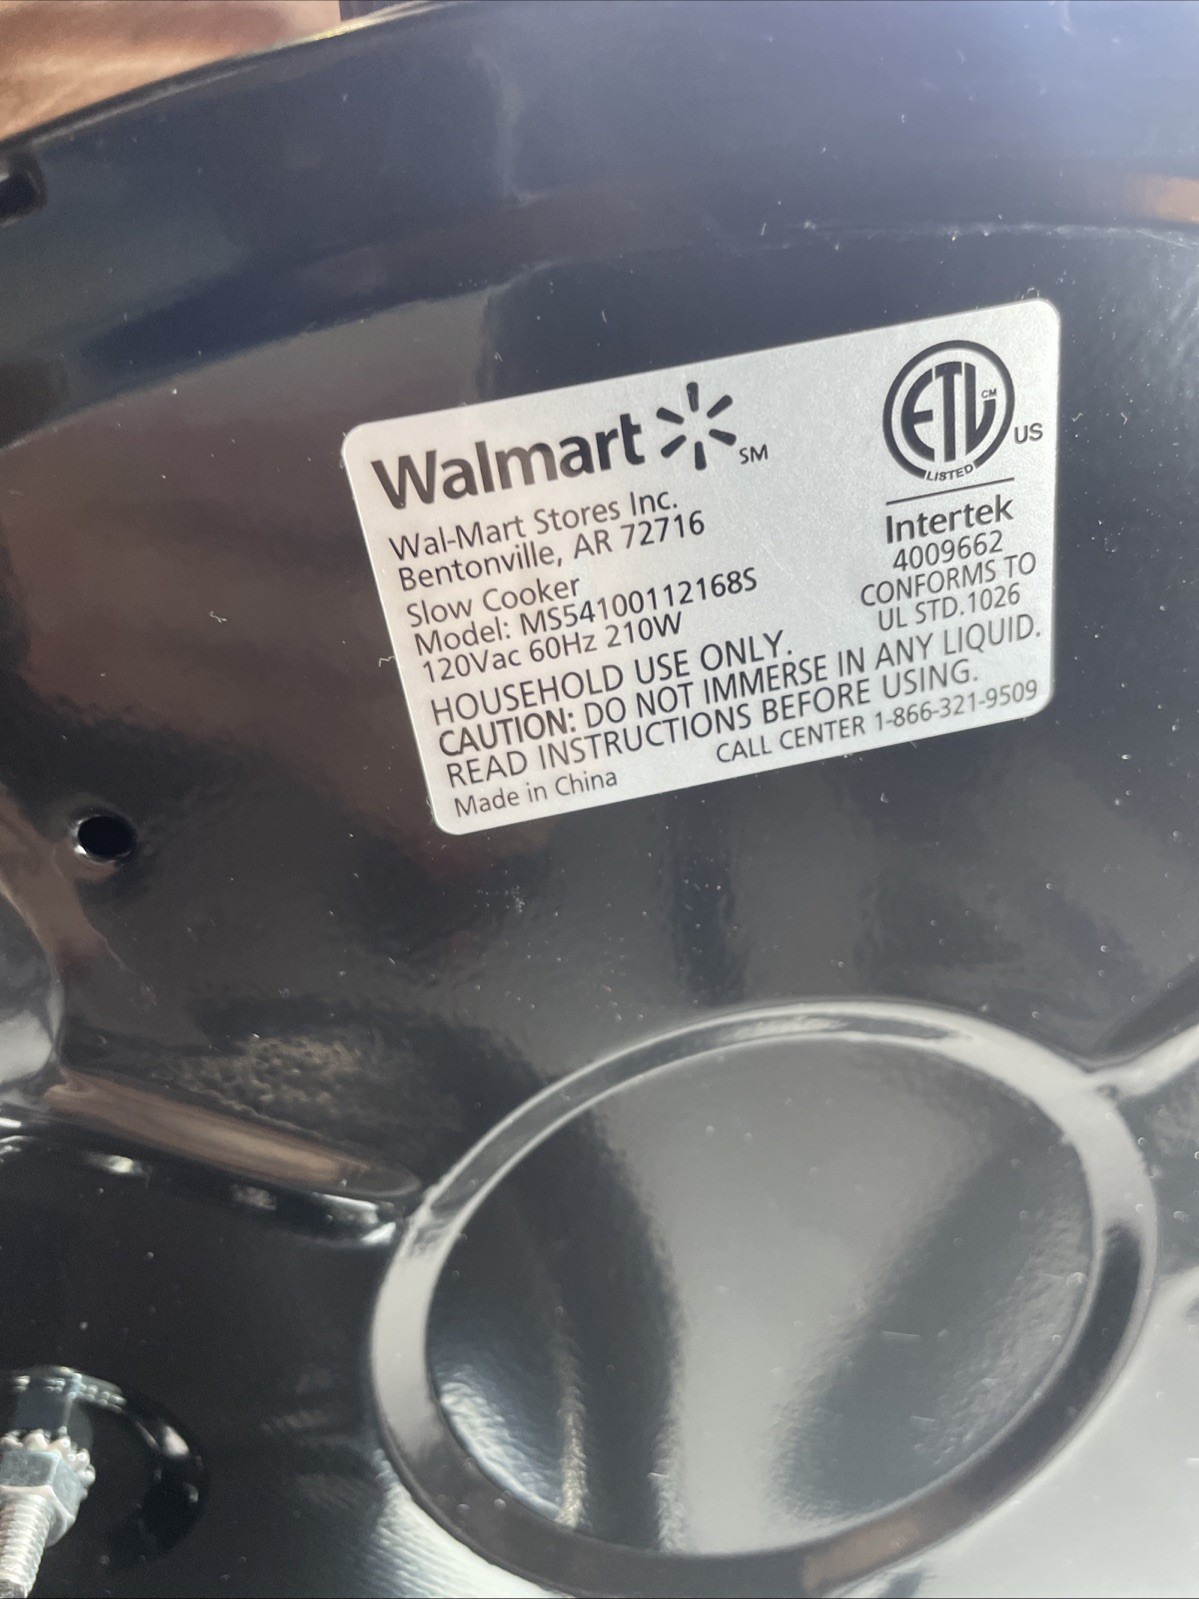 Walmart SM
Wal-Mart Stores Inc.
Bentonville, AR 72716
Slow Cooker
Model: MS54100112168S
120Vac 60Hz 210W
ETL CM
LISTED
US
Intertek
4009662
CONFORMS TO
UL STD.1026
HOUSEHOLD USE ONLY.
CAUTION: DO NOT IMMERSE IN ANY LIQUID.
READ INSTRUCTIONS BEFORE USING.
Made in China
CALL CENTER 1-866-321-9509